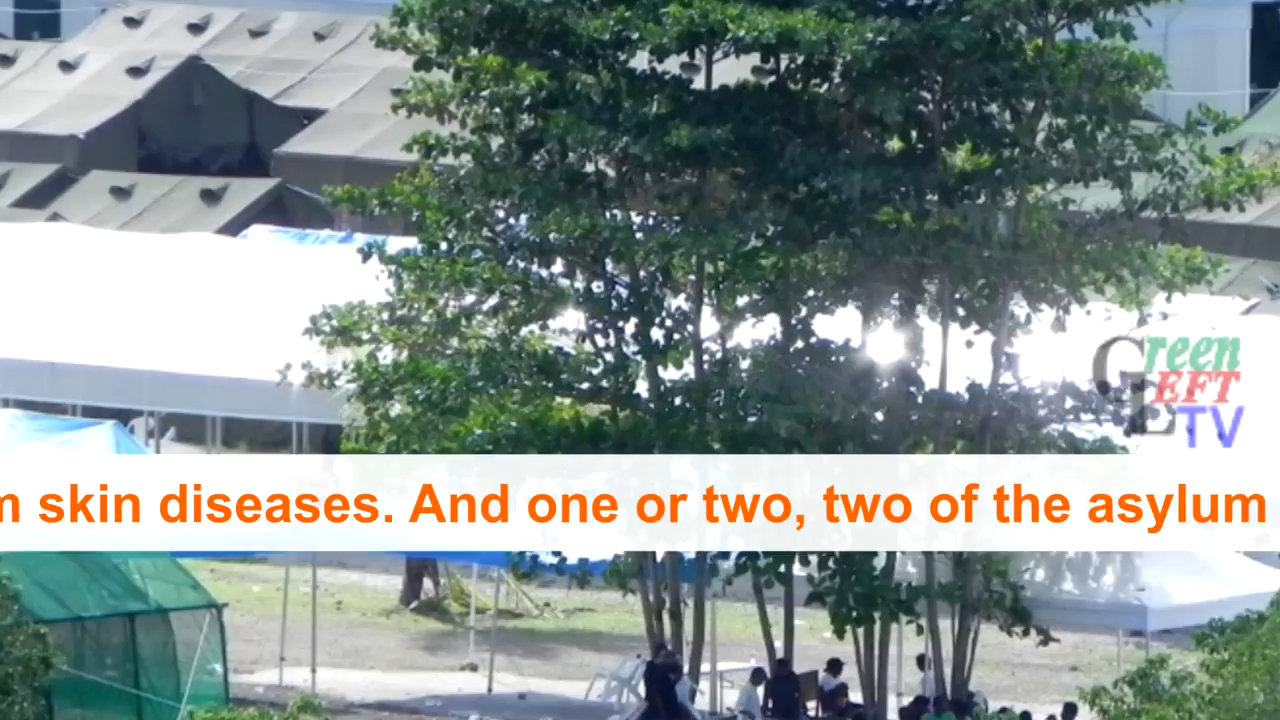 Green
LEFT
TV
m skin diseases. And one or two, two of the asylum